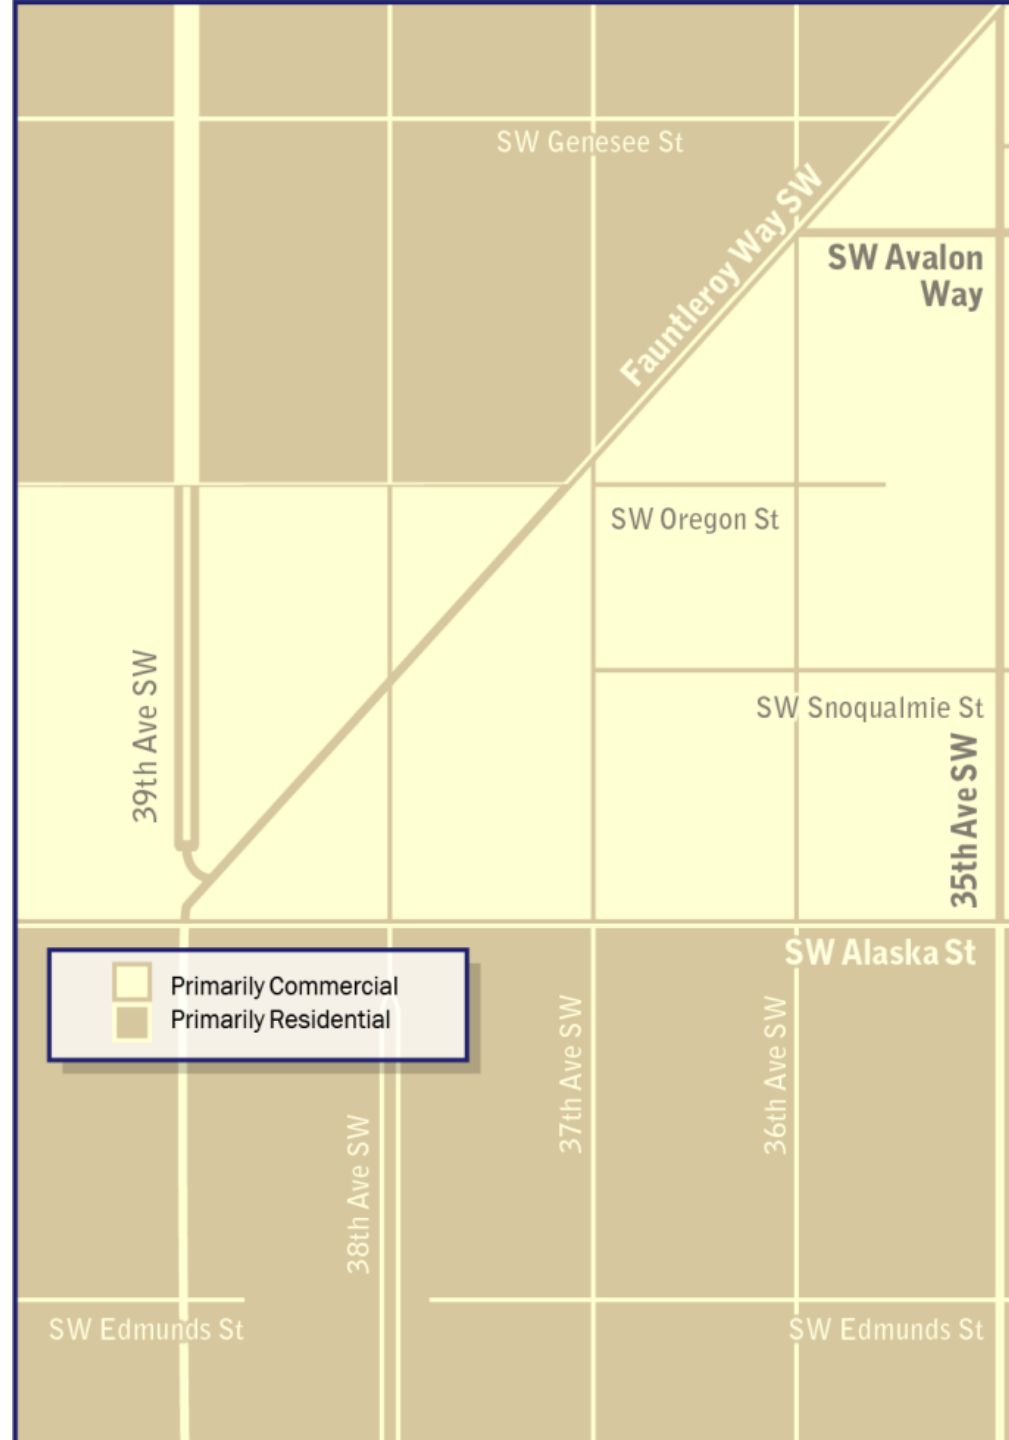 SW Genesee St
Fauntleroy Way SW
SW Avalon
Way
SW Oregon St
39th Ave SW
SW Snoqualmie St
35th Ave SW
SW Alaska St
Primarily Commercial
Primarily Residential
37th Ave SW
36th Ave SW
38th Ave SW
SW Edmunds St
SW Edmunds St